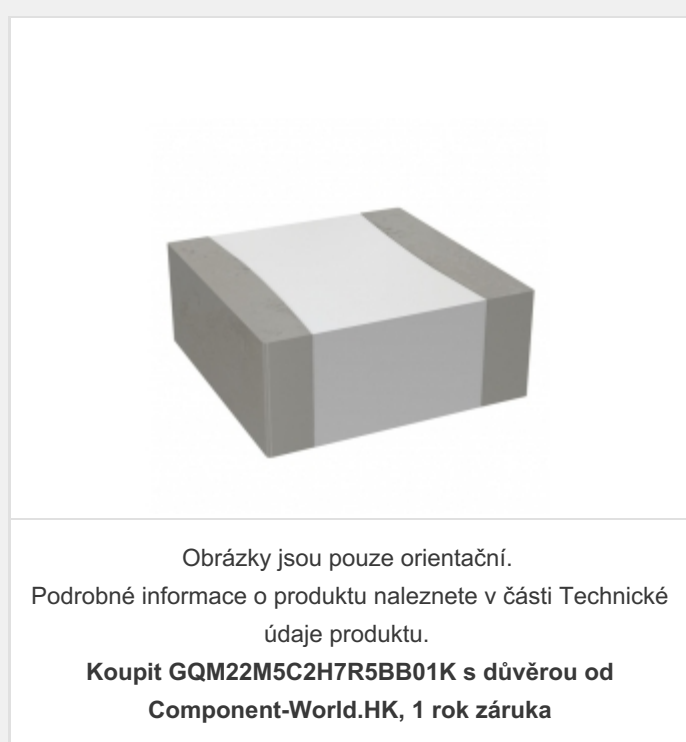 Obrázky jsou pouze orientační.
Podrobné informace o produktu naleznete v části Technické
údaje produktu.
Koupit GQM22M5C2H7R5BB01K s důvěrou od
Component-World.HK, 1 rok záruka